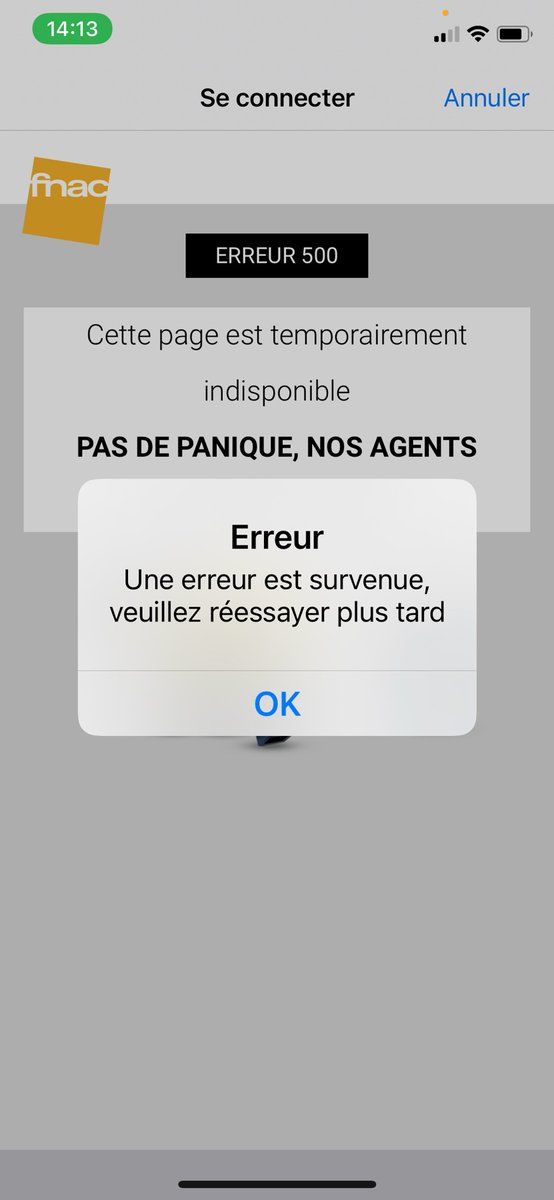 14:13
Se connecter
Annuler
fnac
ERREUR 500
Cette page est temporairement
indisponible
PAS DE PANIQUE, NOS AGENTS
Erreur
Une erreur est survenue,
veuillez réessayer plus tard
OK